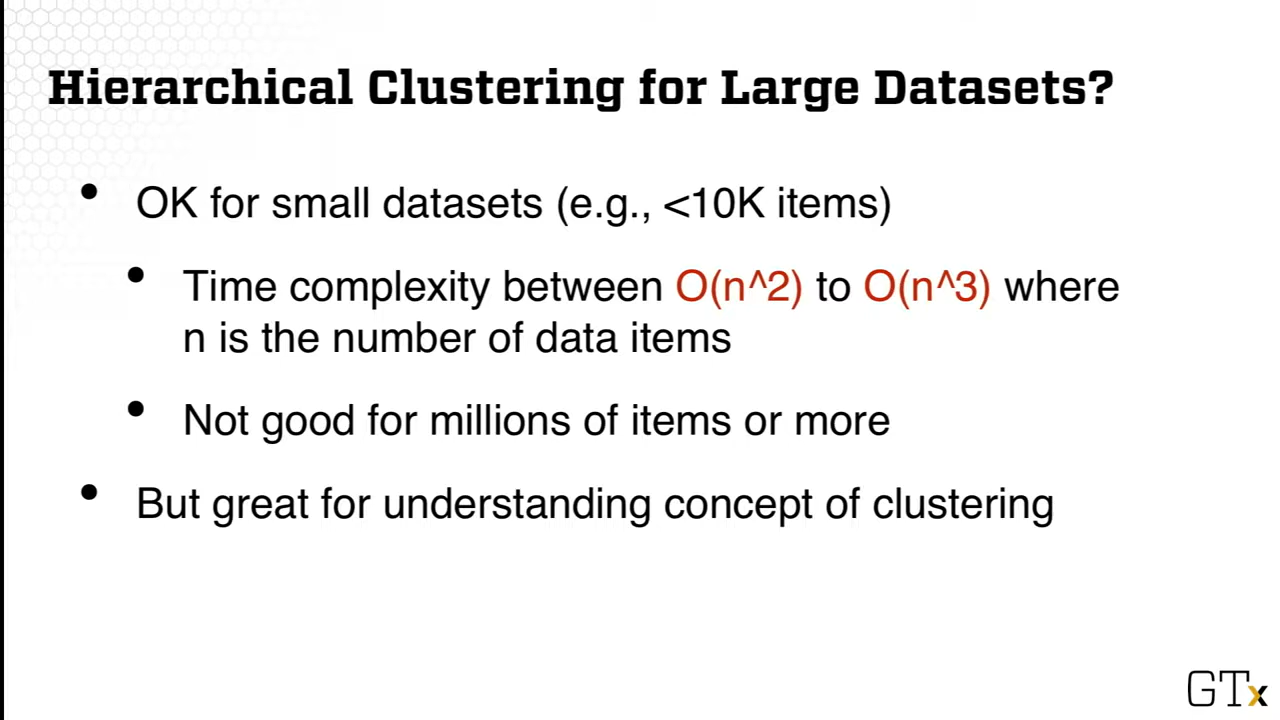 Hierarchical Clustering for Large Datasets?
• OK for small datasets (e.g., <10K items)
• Time complexity between O(n^2) to O(n^3) where
n is the number of data items
• Not good for millions of items or more
• But great for understanding concept of clustering
GTx